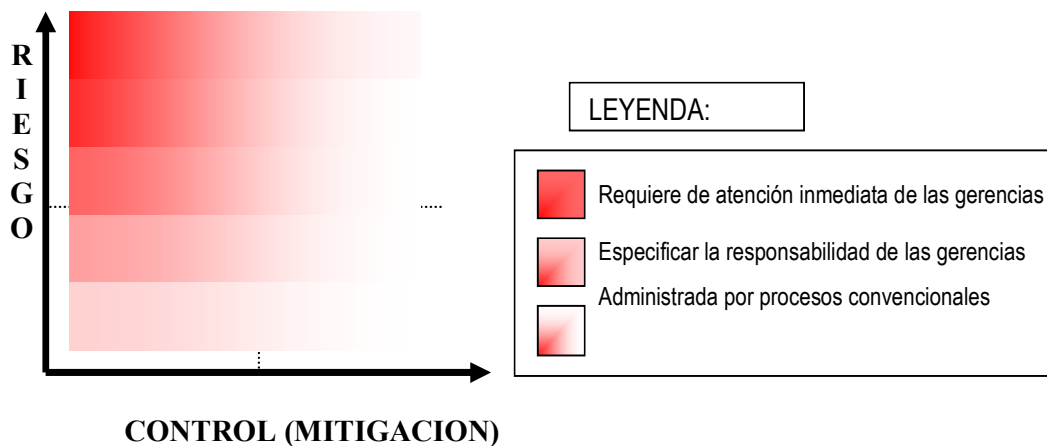 RIESGO
LEYENDA:
Requiere de atención inmediata de las gerencias
Especificar la responsabilidad de las gerencias
Administrada por procesos convencionales
CONTROL (MITIGACION)